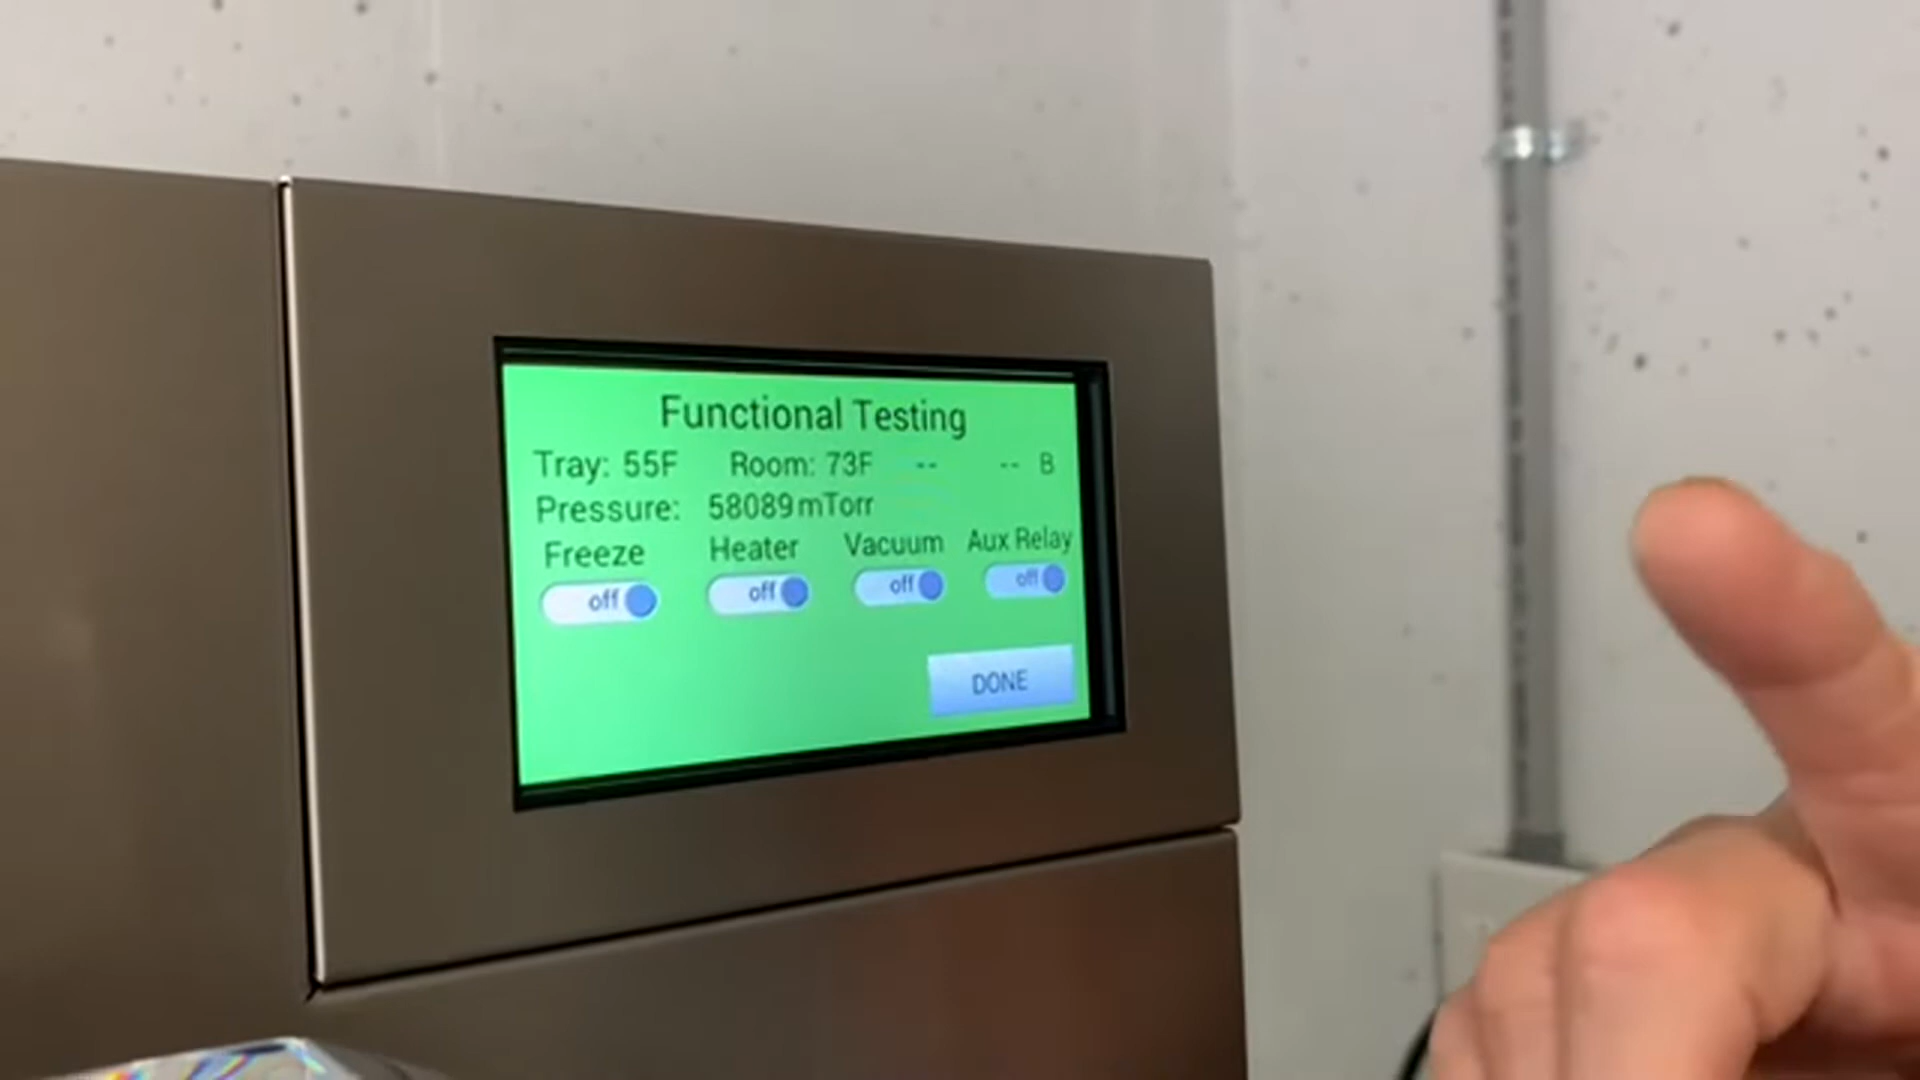 Functional Testing
Tray: 55F Room: 73F -- -- B
Pressure: 58089 mTorr
Freeze Heater Vacuum Aux Relay
off off off off
DONE